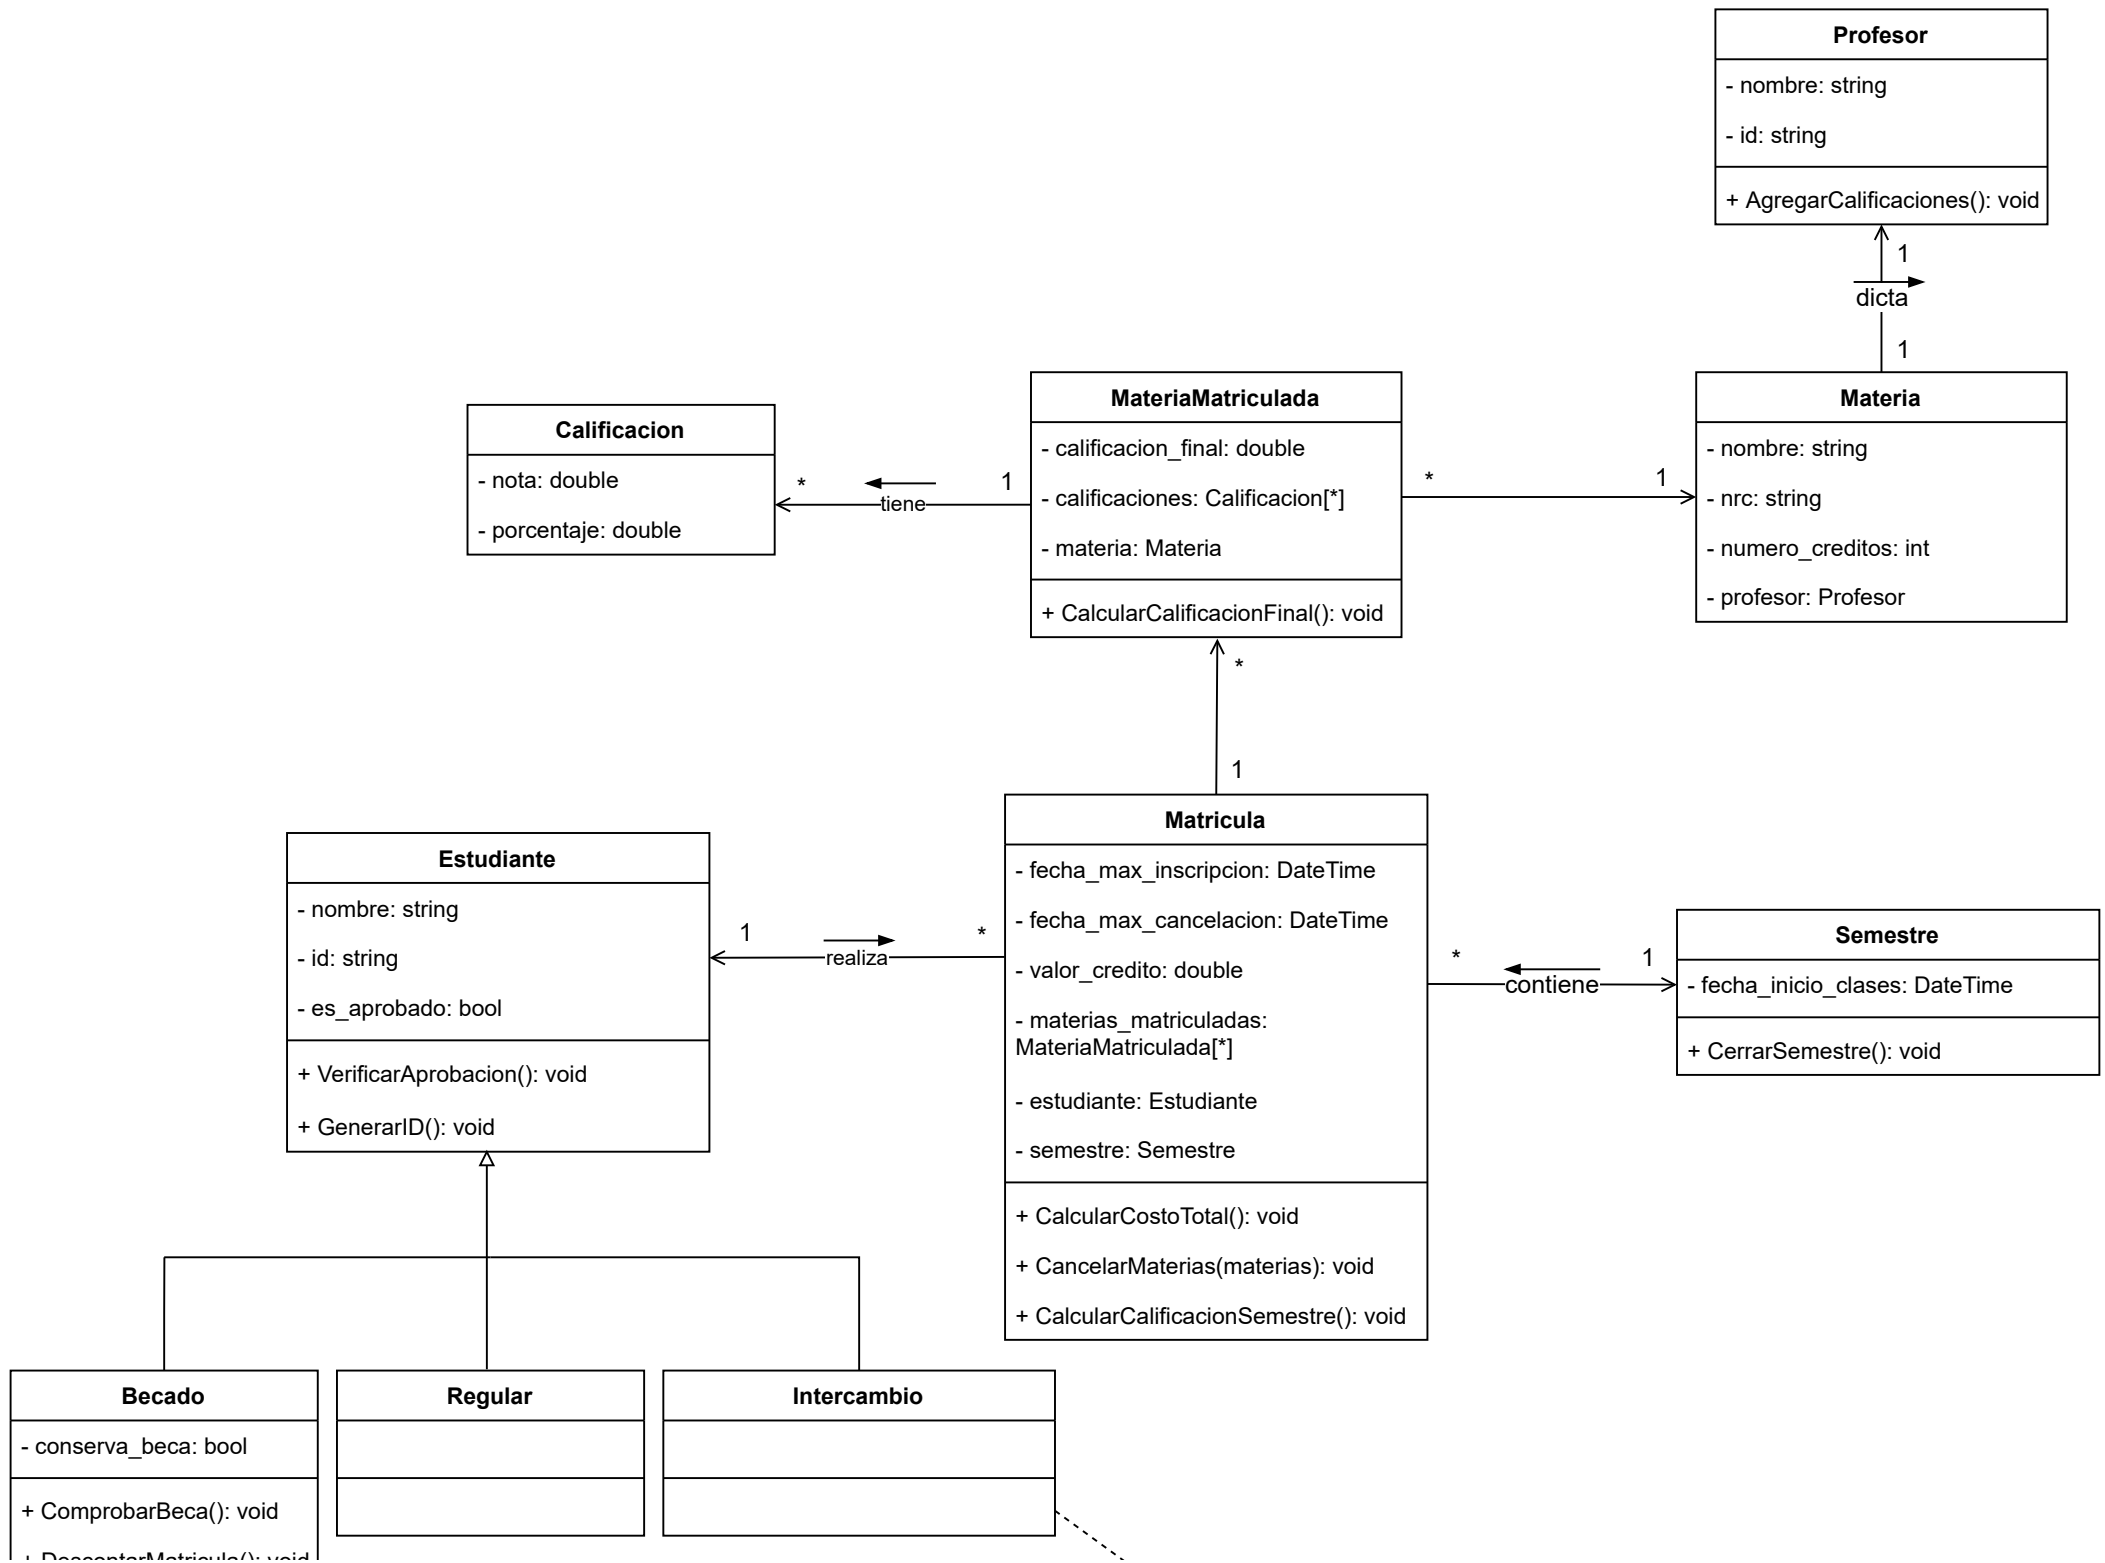 Profesor
- nombre: string
- id: string
+ AgregarCalificaciones(): void
1
dicta
1
MateriaMatriculada
- calificacion_final: double
- calificaciones: Calificacion[*]
- materia: Materia
+ CalcularCalificacionFinal(): void
Materia
- nombre: string
- nrc: string
- numero_creditos: int
- profesor: Profesor
Calificacion
- nota: double
- porcentaje: double
*
tiene
1
*
1
*
1
Matricula
- fecha_max_inscripcion: DateTime
- fecha_max_cancelacion: DateTime
- valor_credito: double
- materias_matriculadas:
MateriaMatriculada[*]
- estudiante: Estudiante
- semestre: Semestre
+ CalcularCostoTotal(): void
+ CancelarMaterias(materias): void
+ CalcularCalificacionSemestre(): void
Estudiante
- nombre: string
- id: string
- es_aprobado: bool
+ VerificarAprobacion(): void
+ GenerarID(): void
1
realiza
*
*
contiene
1
Semestre
- fecha_inicio_clases: DateTime
+ CerrarSemestre(): void
Becado
- conserva_beca: bool
+ ComprobarBeca(): void
+ DescontarMatricula(): void
Regular
Intercambio